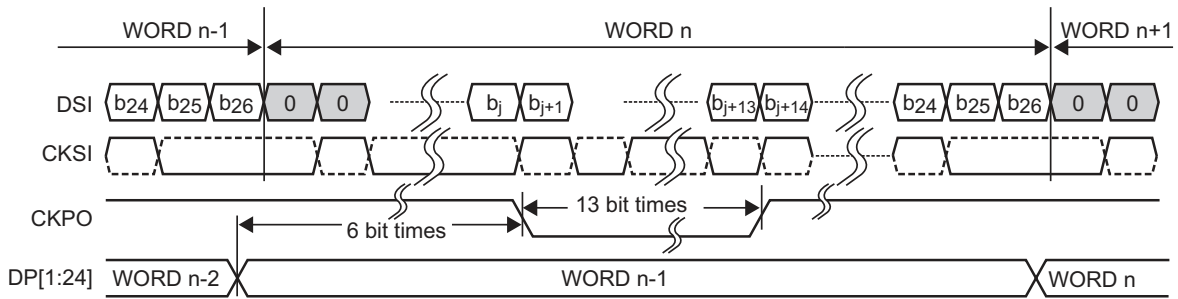 WORD n-1 WORD n WORD n+1
DSI b24 b25 b26 0 0 bj bj+1 bj+13 bj+14 b24 b25 b26 0 0
CKSI
CKPO 6 bit times 13 bit times
DP[1:24] WORD n-2 WORD n-1 WORD n